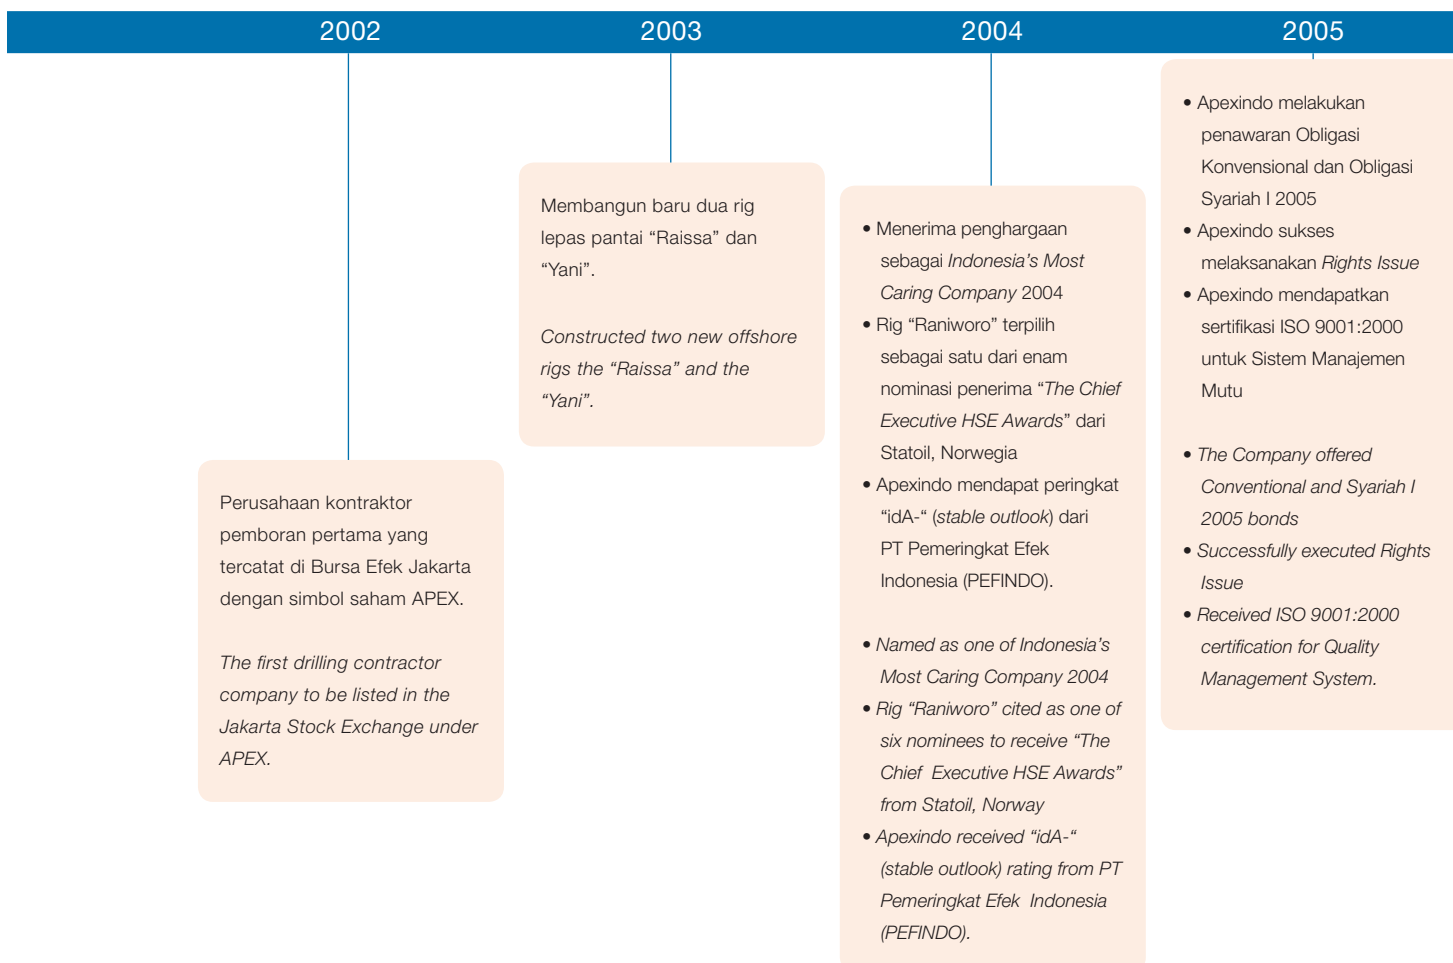 2002
2003
2004
2005
Perusahaan kontraktor
pemboran pertama yang
tercatat di Bursa Efek Jakarta
dengan simbol saham APEX.
The first drilling contractor
company to be listed in the
Jakarta Stock Exchange under
APEX.
Membangun baru dua rig
lepas pantai “Raissa” dan
“Yani”.
Constructed two new offshore
rigs the “Raissa” and the
“Yani”.
• Menerima penghargaan
sebagai Indonesia’s Most
Caring Company 2004
• Rig “Raniworo” terpilih
sebagai satu dari enam
nominasi penerima “The Chief
Executive HSE Awards” dari
Statoil, Norwegia
• Apexindo mendapat peringkat
“idA-“ (stable outlook) dari
PT Pemeringkat Efek
Indonesia (PEFINDO).
• Named as one of Indonesia’s
Most Caring Company 2004
• Rig “Raniworo” cited as one of
six nominees to receive “The
Chief Executive HSE Awards”
from Statoil, Norway
• Apexindo received “idA-“
(stable outlook) rating from PT
Pemeringkat Efek Indonesia
(PEFINDO).
• Apexindo melakukan
penawaran Obligasi
Konvensional dan Obligasi
Syariah I 2005
• Apexindo sukses
melaksanakan Rights Issue
• Apexindo mendapatkan
sertifikasi ISO 9001:2000
untuk Sistem Manajemen
Mutu
• The Company offered
Conventional and Syariah I
2005 bonds
• Successfully executed Rights
Issue
• Received ISO 9001:2000
certification for Quality
Management System.